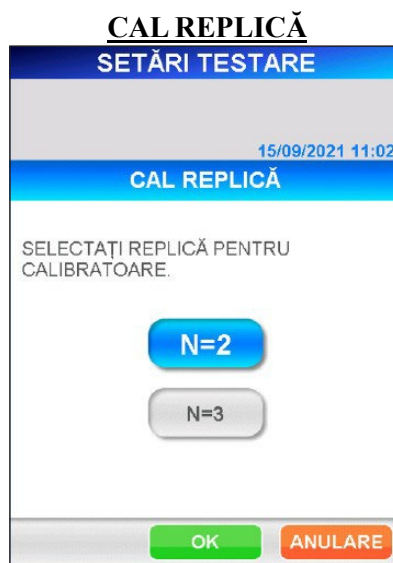 CAL REPLICĂ
SETĂRI TESTARE
15/09/2021 11:02
CAL REPLICĂ
SELECTAȚI REPLICĂ PENTRU
CALIBRATOARE.
N=2
N=3
OK
ANULARE